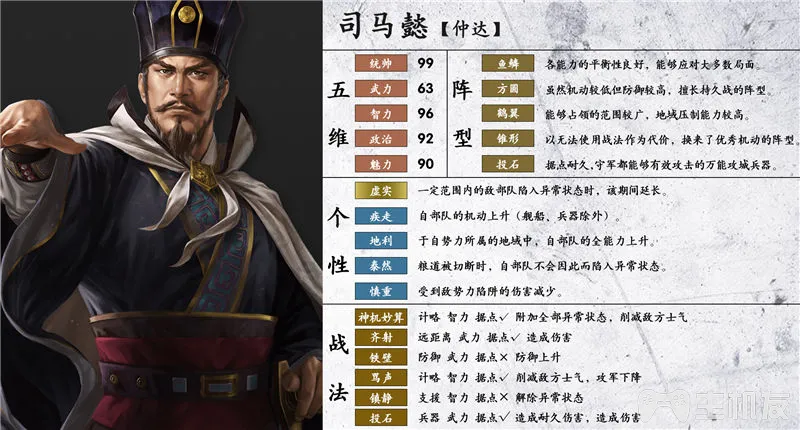 司马懿【仲达】
五维
统帅 99
武力 63
智力 96
政治 92
魅力 90
阵型
鱼鳞 各能力的平衡性良好，能够应对大多数局面。
方圆 虽然机动较低但防御较高，擅长持久战的阵型。
鹤翼 能够占领的范围较广，地域压制能力较高。
锥形 以无法使用战法作为代价，换来了优秀机动的阵型。
投石 据点耐久,守军都能够有效攻击的万能攻城兵器。
个性
虚实 一定范围内的敌部队陷入异常状态时，该期间延长。
疾走 自部队的机动上升（舰船，兵器除外）。
地利 于自势力所属的地域中，自部队的全能力上升。
泰然 粮道被切断时，自部队不会因此而陷入异常状态。
慎重 受到敌势力陷阱的伤害减少。
战法
神机妙算 计略 智力 据点✓ 附加全部异常状态，削减敌方士气
齐射 远距离 武力 据点✓ 造成伤害
铁壁 防御 武力 据点✕ 防御上升
骂声 计略 智力 据点✓ 削减敌方士气，攻军下降
镇静 支援 智力 据点✕ 解除异常状态
投石 兵器 武力 据点✓ 造成耐久伤害，造成伤害